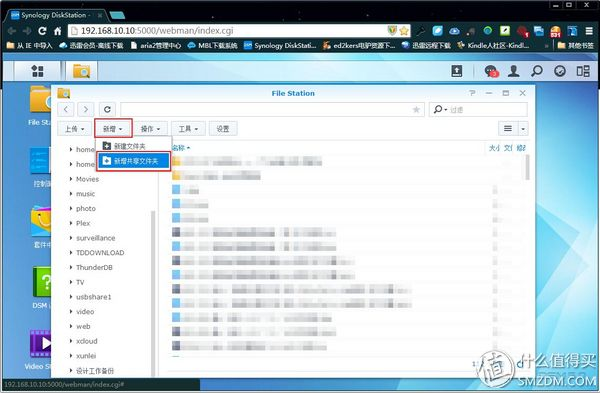 Synology DiskStation
192.168.10.10:5000/webman/index.cgi
从 IE 中导入 迅雷会员-离线下载 aria2管理中心 MBL下载系统 Synology DiskSta... ed2kers电驴资源下... 迅雷远程下载 Kindle人社区-Kindl... 其他书签
File Station
上传 新增 操作 工具 设置
过滤
新建文件夹
新增共享文件夹
名称 大小
home
home
Movies
music
photo
Plex
surveillance
TDDOWNLOAD
ThunderDB
TV
usbshare1
video
web
xcloud
xunlei
设计工作备份
File Stat
控制面
套件中
DSM
Video St
192.168.10.10:5000/webman/index.cgi#
值 什么值得买
SMZDM.COM